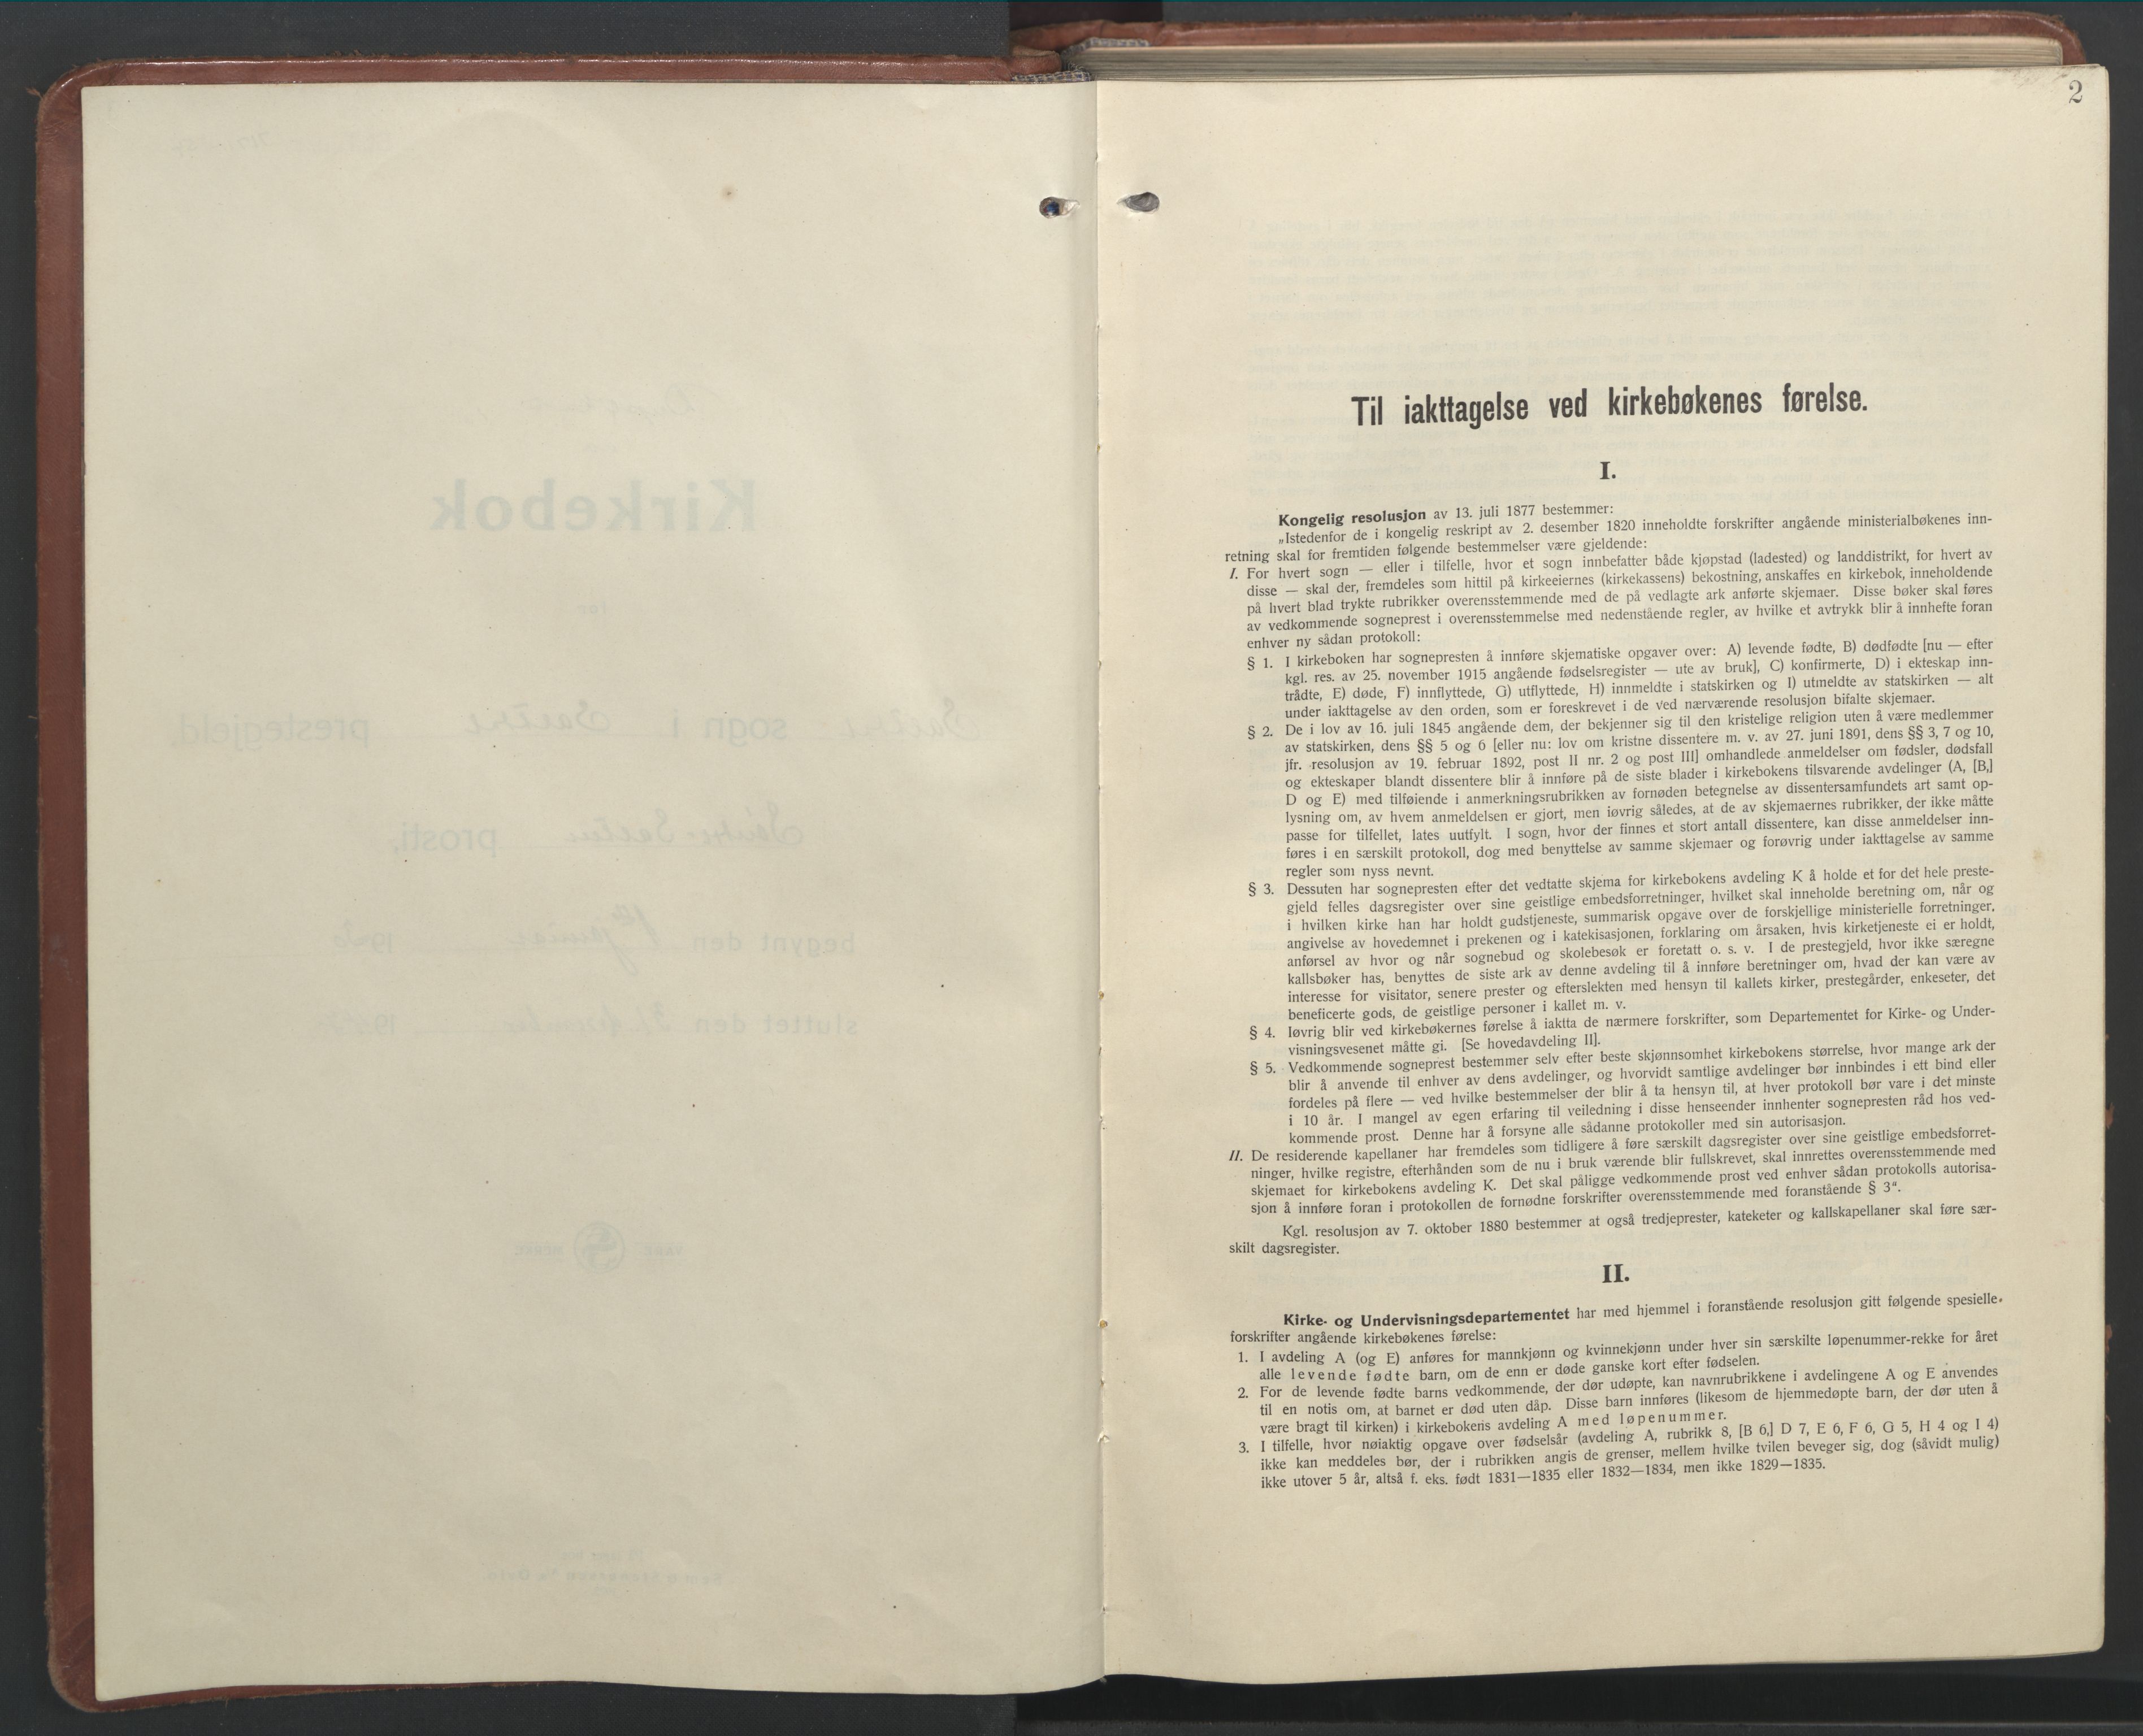 2
Til iakttagelse ved kirkebøkenes førelse.
I.
Kongelig resolusjon av 13. juli 1877 bestemmer:
„Istedenfor de i kongelig reskript av 2. desember 1820 inneholdte forskrifter angående ministerialbøkenes inn-
retning skal for fremtiden følgende bestemmelser være gjeldende:
I. For hvert sogn — eller i tilfelle, hvor et sogn innbefatter både kjøpstad (ladested) og landdistrikt, for hvert av
disse — skal der, fremdeles som hittil på kirkeeiernes (kirkekassens) bekostning, anskaffes en kirkebok, inneholdende
på hvert blad trykte rubrikker overensstemmende med de på vedlagte ark anførte skjemaer. Disse bøker skal føres
av vedkommende sogneprest i overensstemmelse med nedenstående regler, av hvilke et avtrykk blir å innhefte foran
enhver ny sådan protokoll:
§ 1. I kirkeboken har sognepresten å innføre skjematiske opgaver over: A) levende fødte, B) dødfødte [nu — efter
kgl. res. av 25. november 1915 angående fødselsregister — ute av bruk], C) konfirmerte, D) i ekteskap inn-
trådte, E) døde, F) innflyttede, G) utflyttede, H) innmeldte i statskirken og I) utmeldte av statskirken — alt
under iakttagelse av den orden, som er foreskrevet i de ved nærværende resolusjon bifalte skjemaer.
§ 2. De i lov av 16. juli 1845 angående dem, der bekjenner sig til den kristelige religion uten å være medlemmer
av statskirken, dens §§ 5 og 6 [eller nu: lov om kristne dissentere m. v. av 27. juni 1891, dens §§ 3, 7 og 10,
jfr. resolusjon av 19. februar 1892, post II nr. 2 og post III] omhandlede anmeldelser om fødsler, dødsfall
og ekteskaper blandt dissentere blir å innføre på de siste blader i kirkebokens tilsvarende avdelinger (A, [B,]
D og E) med tilføiende i anmerkningsrubrikken av fornøden betegnelse av dissentersamfundets art samt op-
lysning om, av hvem anmeldelsen er gjort, men iøvrig således, at de av skjemaernes rubrikker, der ikke måtte
passe for tilfellet, lates uutfylt. I sogn, hvor der finnes et stort antall dissentere, kan disse anmeldelser inn-
føres i en særskilt protokoll, dog med benyttelse av samme skjemaer og forøvrig under iakttagelse av samme
regler som nyss nevnt.
§ 3. Dessuten har sognepresten efter det vedtatte skjema for kirkebokens avdeling K å holde et for det hele preste-
gjeld felles dagsregister over sine geistlige embedsforretninger, hvilket skal inneholde beretning om, når og
i hvilken kirke han har holdt gudstjeneste, summarisk opgave over de forskjellige ministerielle forretninger,
angivelse av hovedemnet i prekenen og i katekisasjonen, forklaring om årsaken, hvis kirketjeneste ei er holdt,
anførsel av hvor og når sognebud og skolebesøk er foretatt o. s. v. I de prestegjeld, hvor ikke særegne
kallsbøker has, benyttes de siste ark av denne avdeling til å innføre beretninger om, hvad der kan være av
interesse for visitator, senere prester og efterslekten med hensyn til kallets kirker, prestegårder, enkeseter, det
beneficerte gods, de geistlige personer i kallet m. v.
§ 4. Iøvrig blir ved kirkebøkernes førelse å iaktta de nærmere forskrifter, som Departementet for Kirke- og Under-
visningsvesenet måtte gi. [Se hovedavdeling II].
§ 5. Vedkommende sogneprest bestemmer selv efter beste skjønnsomhet kirkebokens størrelse, hvor mange ark der
blir å anvende til enhver av dens avdelinger, og hvorvidt samtlige avdelinger bør innbindes i ett bind eller
fordeles på flere — ved hvilke bestemmelser der blir å ta hensyn til, at hver protokoll bør vare i det minste
i 10 år. I mangel av egen erfaring til veiledning i disse henseender innhenter sognepresten råd hos ved-
kommende prost. Denne har å forsyne alle sådanne protokoller med sin autorisasjon.
II. De residerende kapellaner har fremdeles som tidligere å føre særskilt dagsregister over sine geistlige embedsforret-
ninger, hvilke registre, efterhånden som de nu i bruk værende blir fullskrevet, skal innrettes overensstemmende med
skjemaet for kirkebokens avdeling K. Det skal påligge vedkommende prost ved enhver sådan protokolls autorisa-
sjon å innføre foran i protokollen de fornødne forskrifter overensstemmende med foranstående § 3“.
Kgl. resolusjon av 7. oktober 1880 bestemmer at også tredjeprester, kateketer og kallskapellaner skal føre sær-
skilt dagsregister.
II.
Kirke- og Undervisningsdepartementet har med hjemmel i foranstående resolusjon gitt følgende spesielle
forskrifter angående kirkebøkenes førelse:
1. I avdeling A (og E) anføres for mannkjønn og kvinnekjønn under hver sin særskilte løpenummer-rekke for året
alle levende fødte barn, om de enn er døde ganske kort efter fødselen.
2. For de levende fødte barns vedkommende, der dør udøpte, kan navnrubrikkene i avdelingene A og E anvendes
til en notis om, at barnet er død uten dåp. Disse barn innføres (likesom de hjemmedøpte barn, der dør uten å
være bragt til kirken) i kirkebokens avdeling A med løpenummer.
3. I tilfelle, hvor nøiaktig opgave over fødselsår (avdeling A, rubrikk 8, [B 6,] D 7, E 6, F 6, G 5, H 4 og I 4)
ikke kan meddeles bør, der i rubrikken angis de grenser, mellem hvilke tvilen beveger sig, dog (såvidt mulig)
ikke utover 5 år, altså f. eks. født 1831—1835 eller 1832—1834, men ikke 1829—1835.